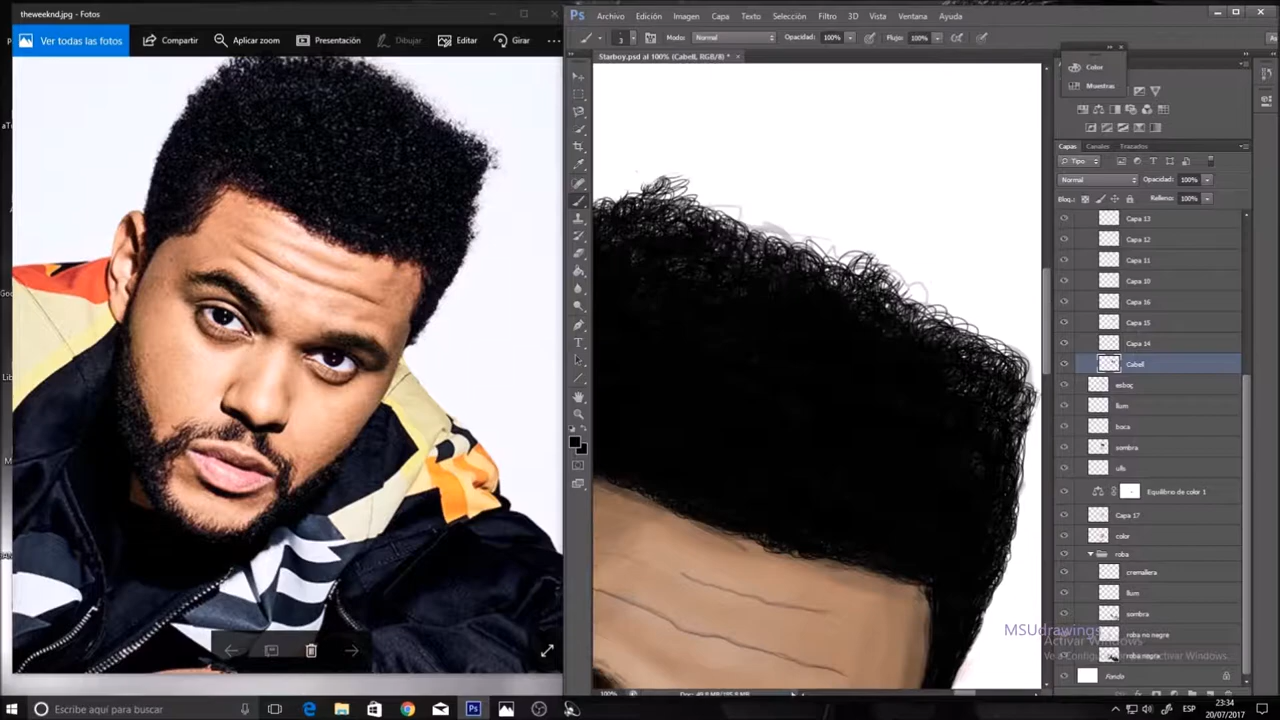 theweeknd.jpg - Fotos
Ver todas las fotos
Compartir
Aplicar zoom
Presentación
Dibujar
Editar
Girar
Ps
Archivo Edición Imagen Capa Texto Selección Filtro 3D Vista Ventana Ayuda
3
Modo: Normal
Opacidad: 100%
Flujo: 100%
Starboy.psd al 100% (Cabell, RGB/8) *
Color
Muestras
Capas Canales Trazados
Tipo
Normal
Opacidad: 100%
Bloq.:
Relleno: 100%
Capa 13
Capa 12
Capa 11
Capa 10
Capa 16
Capa 15
Capa 14
Cabell
esboç
llum
boca
sombra
ulls
Equilibrio de color 1
Capa 17
color
roba
cremallera
llum
sombra
roba no negre
roba negra
Fondo
MSUdrawings
Activar Windows
100%
Escribe aquí para buscar
ESP
23:34
20/07/2017